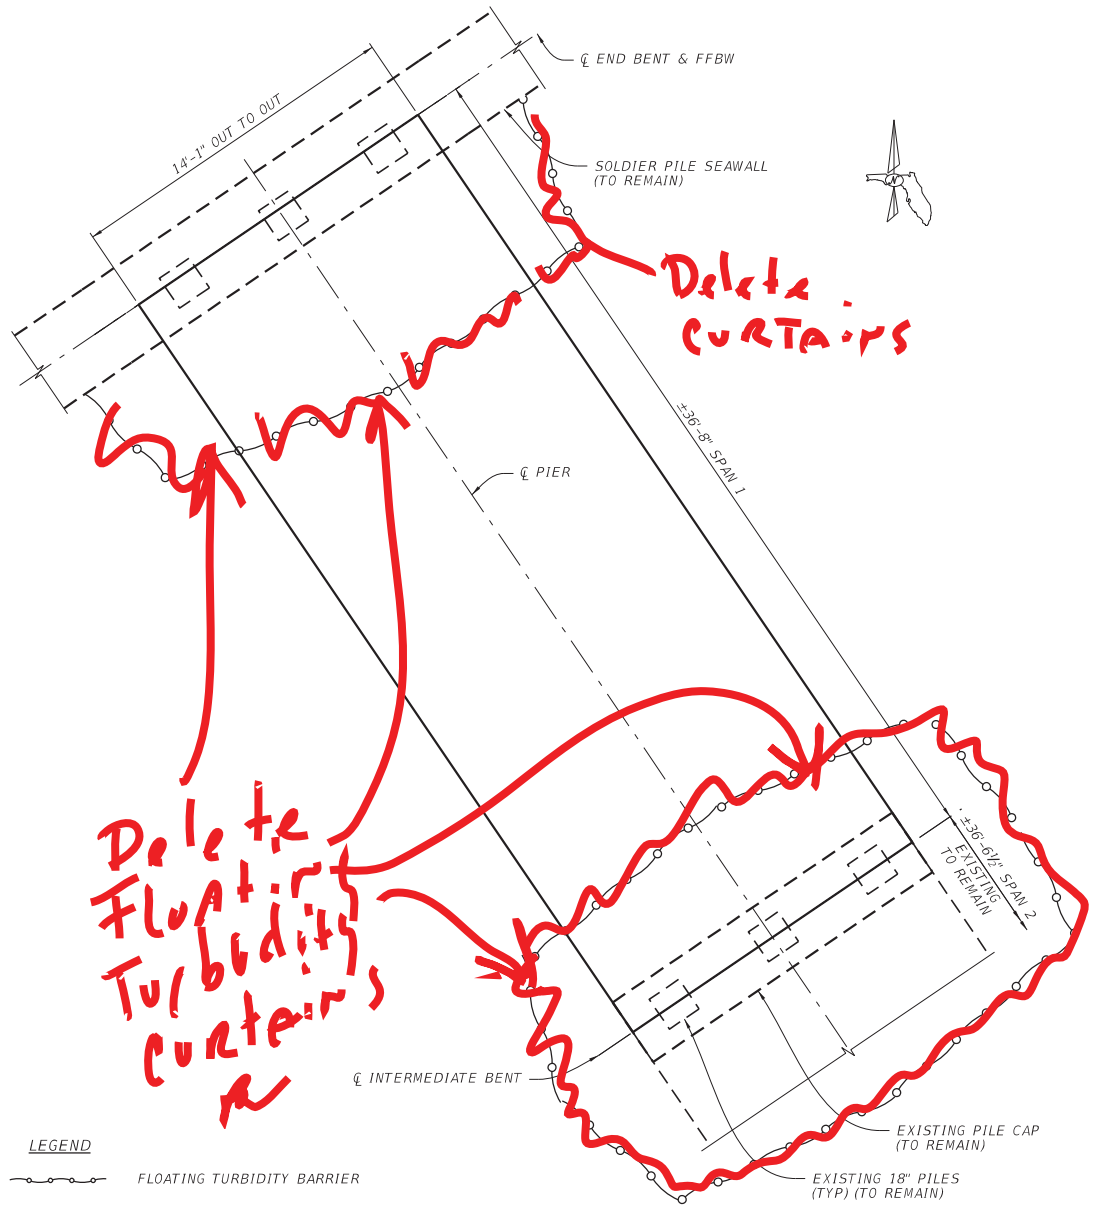 ℄ END BENT & FFBW
14'-1" OUT TO OUT
SOLDIER PILE SEAWALL
(TO REMAIN)
N
Delete
CURTAINS
±36'-8" SPAN 1
℄ PIER
Delete
Floating
Turbidity
Curtains
±36'-6½" SPAN 2
EXISTING
TO REMAIN
℄ INTERMEDIATE BENT
EXISTING PILE CAP
(TO REMAIN)
EXISTING 18" PILES
(TYP) (TO REMAIN)
LEGEND
FLOATING TURBIDITY BARRIER